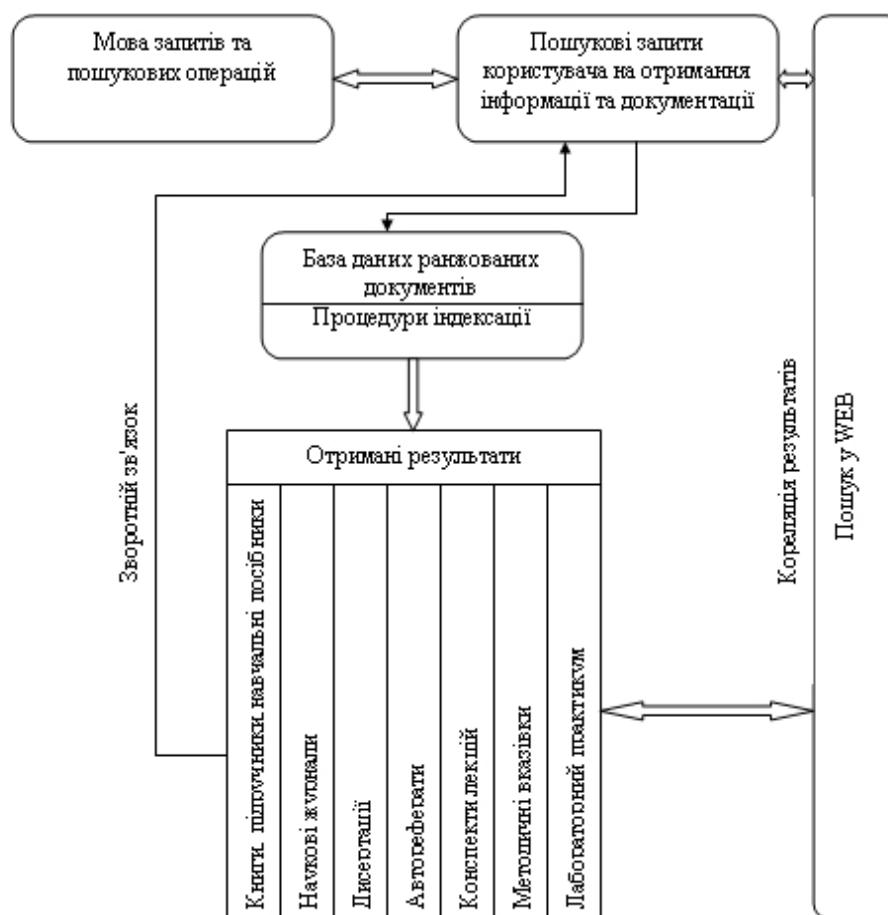 Мова запитів та
пошукових операцій
Пошукові запити
користувача на отримання
інформації та документації
База даних ранжованих
документів
Процедури індексації
Зворотній зв'язок
Кореляція результатів
Пошук у WEB
Отримані результати
Книги, підручники, навчальні посібники
Наукові журнали
Дисертації
Автореферати
Конспекти лекцій
Методичні вказівки
Лабораторний практикум